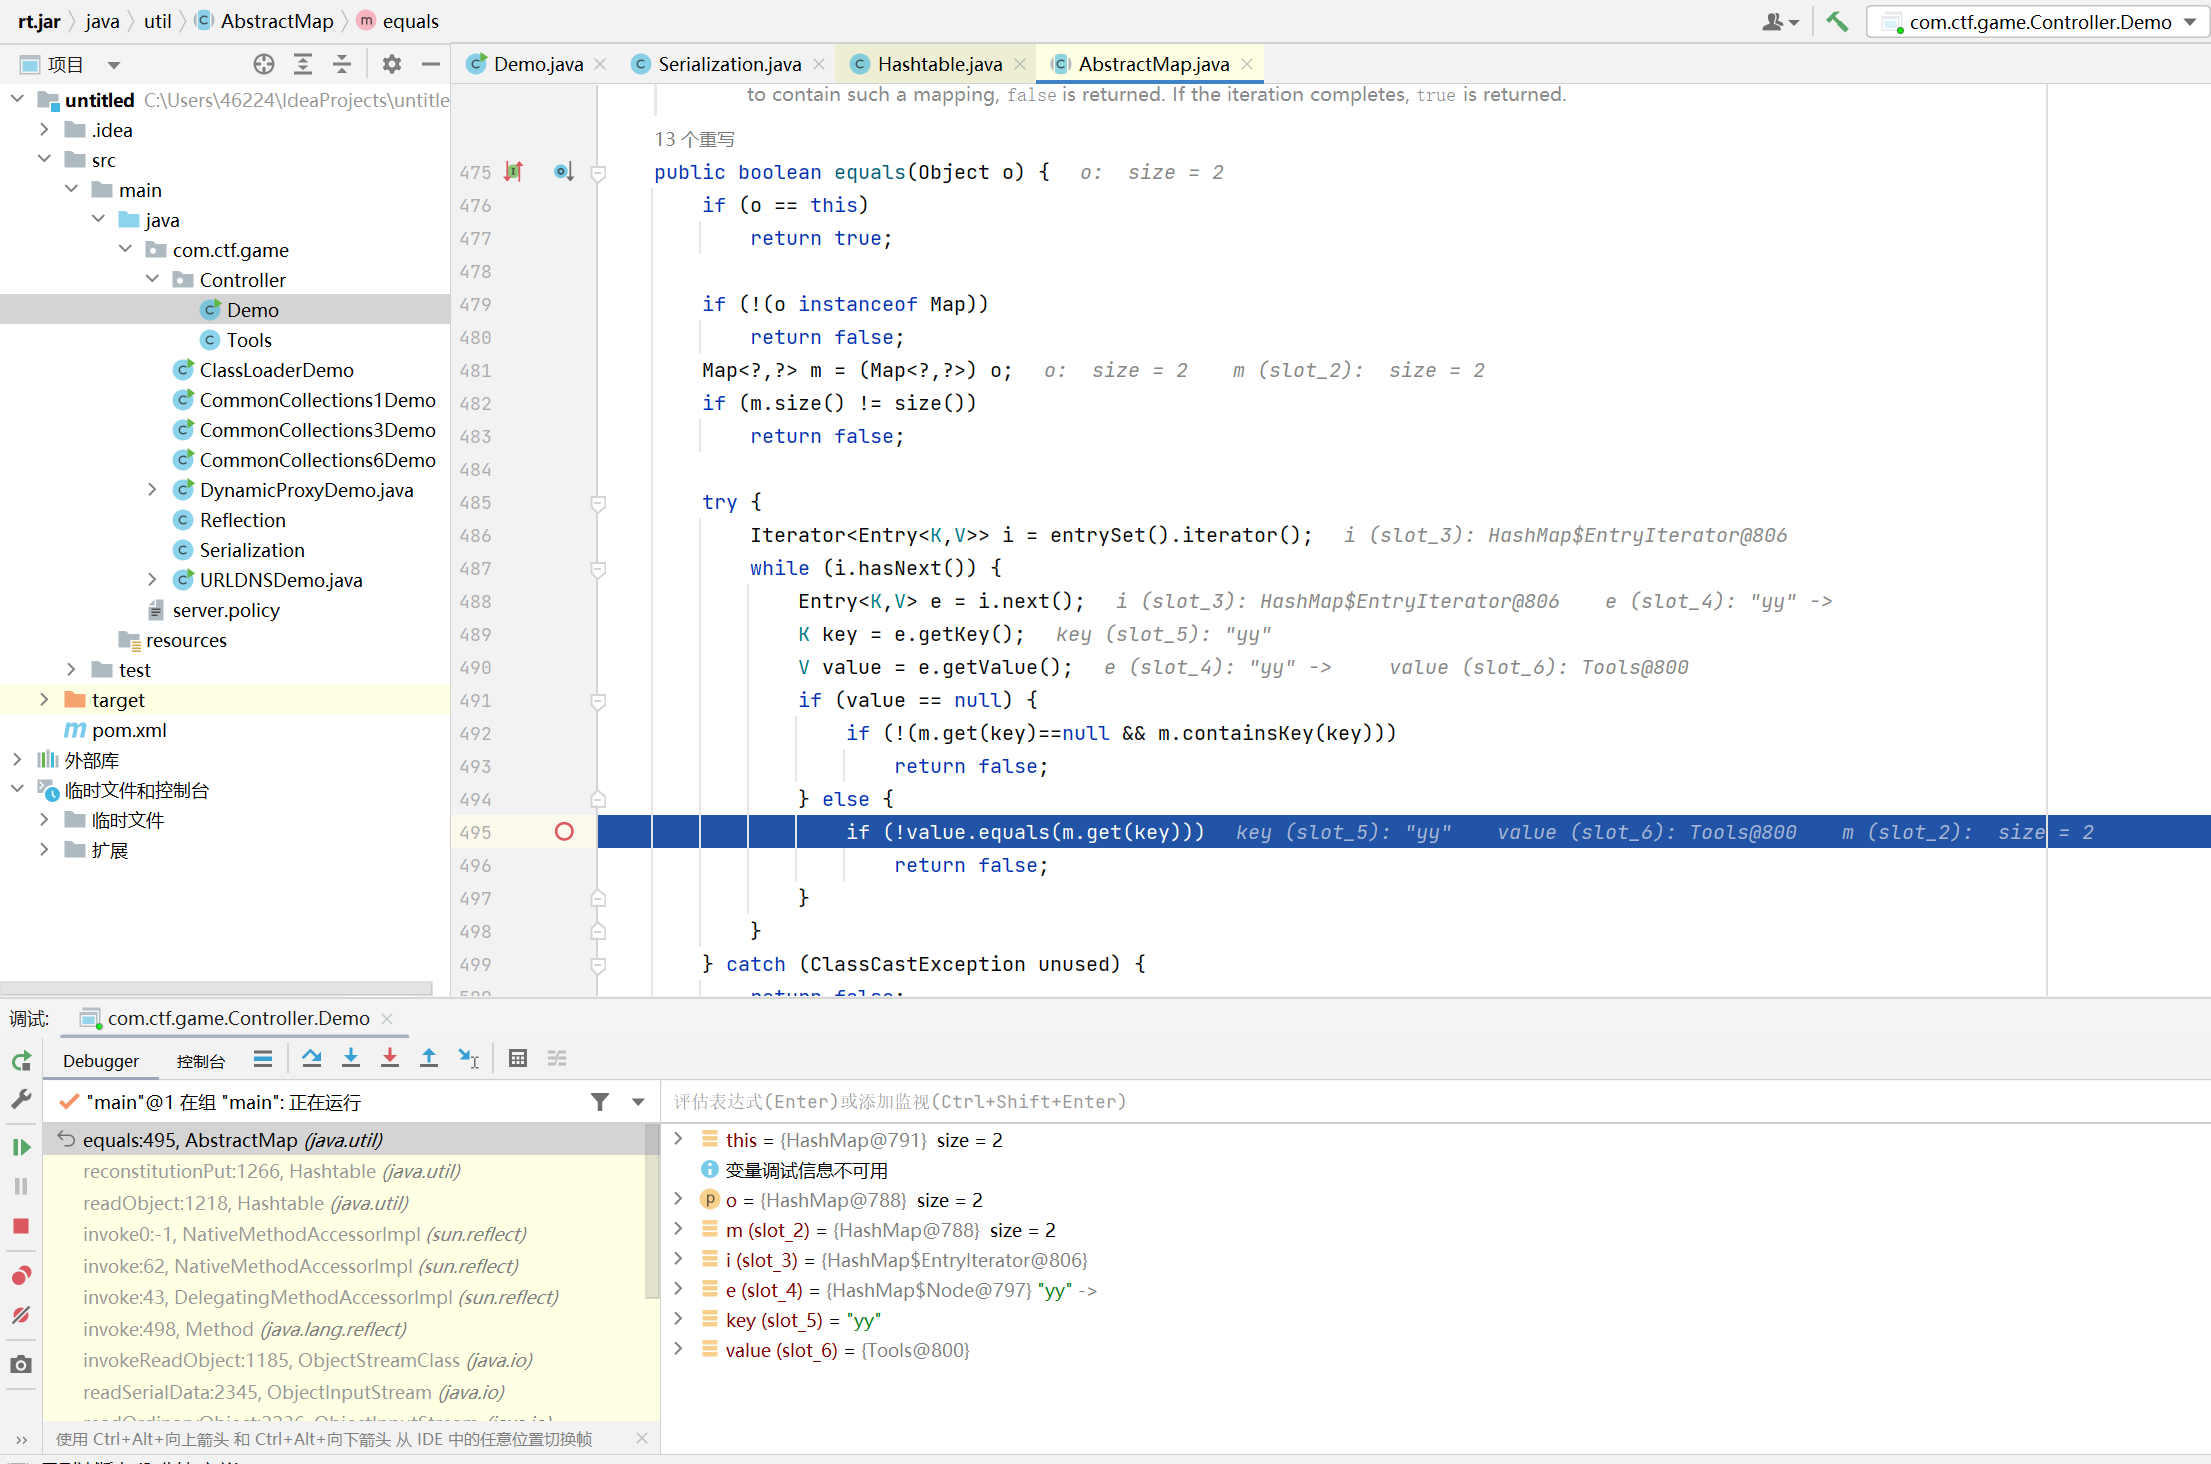 rt.jar java util AbstractMap equals com.ctf.game.Controller.Demo
项目
Demo.java Serialization.java Hashtable.java AbstractMap.java
untitled C:\Users\46224\IdeaProjects\untitle
.idea
src
main
java
com.ctf.game
Controller
Demo
Tools
ClassLoaderDemo
CommonCollections1Demo
CommonCollections3Demo
CommonCollections6Demo
DynamicProxyDemo.java
Reflection
Serialization
URLDNSDemo.java
server.policy
resources
test
target
pom.xml
外部库
临时文件和控制台
临时文件
扩展
to contain such a mapping, false is returned. If the iteration completes, true is returned.
13 个重写
475 public boolean equals(Object o) { o: size = 2
476 if (o == this)
477 return true;
478
479 if (!(o instanceof Map))
480 return false;
481 Map<?,?> m = (Map<?,?>) o; o: size = 2 m (slot_2): size = 2
482 if (m.size() != size())
483 return false;
484
485 try {
486 Iterator<Entry<K,V>> i = entrySet().iterator(); i (slot_3): HashMap$EntryIterator@806
487 while (i.hasNext()) {
488 Entry<K,V> e = i.next(); i (slot_3): HashMap$EntryIterator@806 e (slot_4): "yy" ->
489 K key = e.getKey(); key (slot_5): "yy"
490 V value = e.getValue(); e (slot_4): "yy" -> value (slot_6): Tools@800
491 if (value == null) {
492 if (!(m.get(key)==null && m.containsKey(key)))
493 return false;
494 } else {
495 if (!value.equals(m.get(key))) key (slot_5): "yy" value (slot_6): Tools@800 m (slot_2): size = 2
496 return false;
497 }
498 }
499 } catch (ClassCastException unused) {
return false;
调试: com.ctf.game.Controller.Demo
Debugger 控制台
"main"@1 在组 "main": 正在运行
equals:495, AbstractMap (java.util)
reconstitutionPut:1266, Hashtable (java.util)
readObject:1218, Hashtable (java.util)
invoke0:-1, NativeMethodAccessorImpl (sun.reflect)
invoke:62, NativeMethodAccessorImpl (sun.reflect)
invoke:43, DelegatingMethodAccessorImpl (sun.reflect)
invoke:498, Method (java.lang.reflect)
invokeReadObject:1185, ObjectStreamClass (java.io)
readSerialData:2345, ObjectInputStream (java.io)
使用 Ctrl+Alt+向上箭头 和 Ctrl+Alt+向下箭头 从 IDE 中的任意位置切换帧
评估表达式(Enter)或添加监视(Ctrl+Shift+Enter)
this = {HashMap@791} size = 2
变量调试信息不可用
o = {HashMap@788} size = 2
m (slot_2) = {HashMap@788} size = 2
i (slot_3) = {HashMap$EntryIterator@806}
e (slot_4) = {HashMap$Node@797} "yy" ->
key (slot_5) = "yy"
value (slot_6) = {Tools@800}